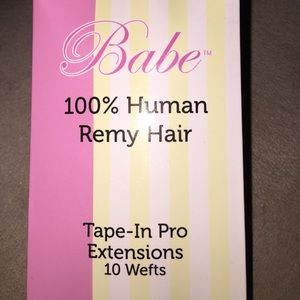 Babe™
100% Human
Remy Hair
Tape-In Pro
Extensions
10 Wefts